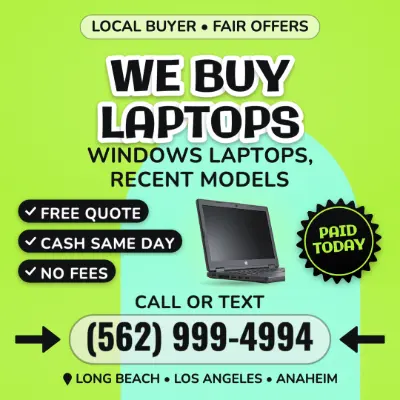 LOCAL BUYER • FAIR OFFERS
WE BUY
LAPTOPS
WINDOWS LAPTOPS,
RECENT MODELS
FREE QUOTE
CASH SAME DAY
NO FEES
PAID
TODAY
CALL OR TEXT
(562) 999-4994
LONG BEACH • LOS ANGELES • ANAHEIM